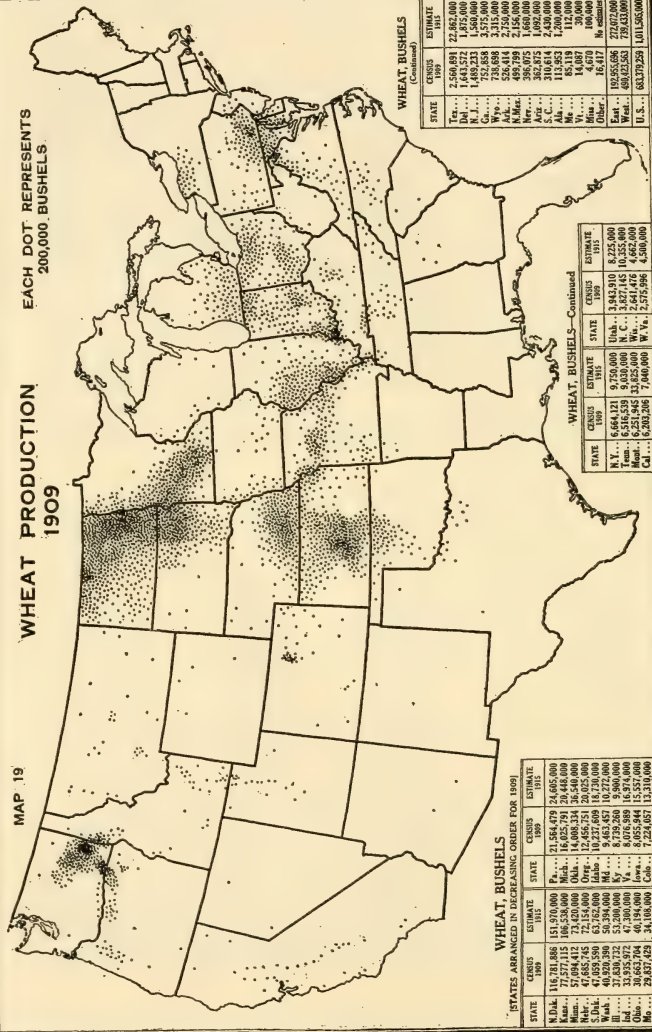 MAP 19
WHEAT PRODUCTION
1909
EACH DOT REPRESENTS
200,000 BUSHELS
WHEAT, BUSHELS
[STATES ARRANGED IN DECREASING ORDER FOR 1909]
STATE CENSUS 1909 ESTIMATE 1915 STATE CENSUS 1909 ESTIMATE 1915
N.Dak. 116,781,886 151,970,000 Pa... 21,564,479 24,605,000
Kans.. 77,577,115 106,538,000 Mich.. 16,025,791 20,448,000
Minn.. 57,094,412 73,420,000 Okla.. 14,008,334 36,540,000
Nebr.. 47,685,745 72,154,000 Oreg.. 12,456,751 20,025,000
S.Dak. 47,059,590 63,762,000 Idaho 10,237,609 18,730,000
Wash. 40,920,390 50,394,000 Md... 9,463,457 10,272,000
Ill.... 37,830,732 53,200,000 Ky... 8,739,260 9,900,000
Ind... 33,935,972 47,300,000 Va... 8,076,989 16,974,000
Ohio.. 30,663,704 40,194,000 Iowa.. 8,055,944 15,557,000
Mo... 29,837,429 34,108,000 Colo.. 7,224,057 13,310,000
WHEAT, BUSHELS—Continued
STATE CENSUS 1909 ESTIMATE 1915 STATE CENSUS 1909 ESTIMATE 1915
N.Y... 6,664,121 9,750,000 Utah.. 3,943,910 8,225,000
Tenn.. 6,516,539 9,030,000 N.C... 3,827,145 10,355,000
Mont.. 6,251,945 33,825,000 Wis... 2,641,476 4,662,000
Cal... 6,203,206 7,040,000 W.Va. 2,575,996 4,500,000
WHEAT, BUSHELS
(Continued)
STATE CENSUS 1909 ESTIMATE 1915
Tex... 2,560,891 22,862,000
Del... 1,643,572 1,875,000
N.J... 1,489,233 1,560,000
Ga.... 752,858 3,575,000
Wyo.. 738,698 3,315,000
Ark... 526,414 2,750,000
N.Mex. 499,799 2,156,000
Nev... 396,075 1,660,000
Ariz... 362,875 1,092,000
S.C... 310,614 2,430,000
Ala... 113,953 1,200,000
Me... 85,119 112,000
Vt.... 14,087 30,000
Miss.. 4,670 100,000
Other. 16,417 No estimates
East.. 192,955,696 272,072,000
West.. 490,423,563 739,433,000
U.S... 683,379,259 1,011,505,000